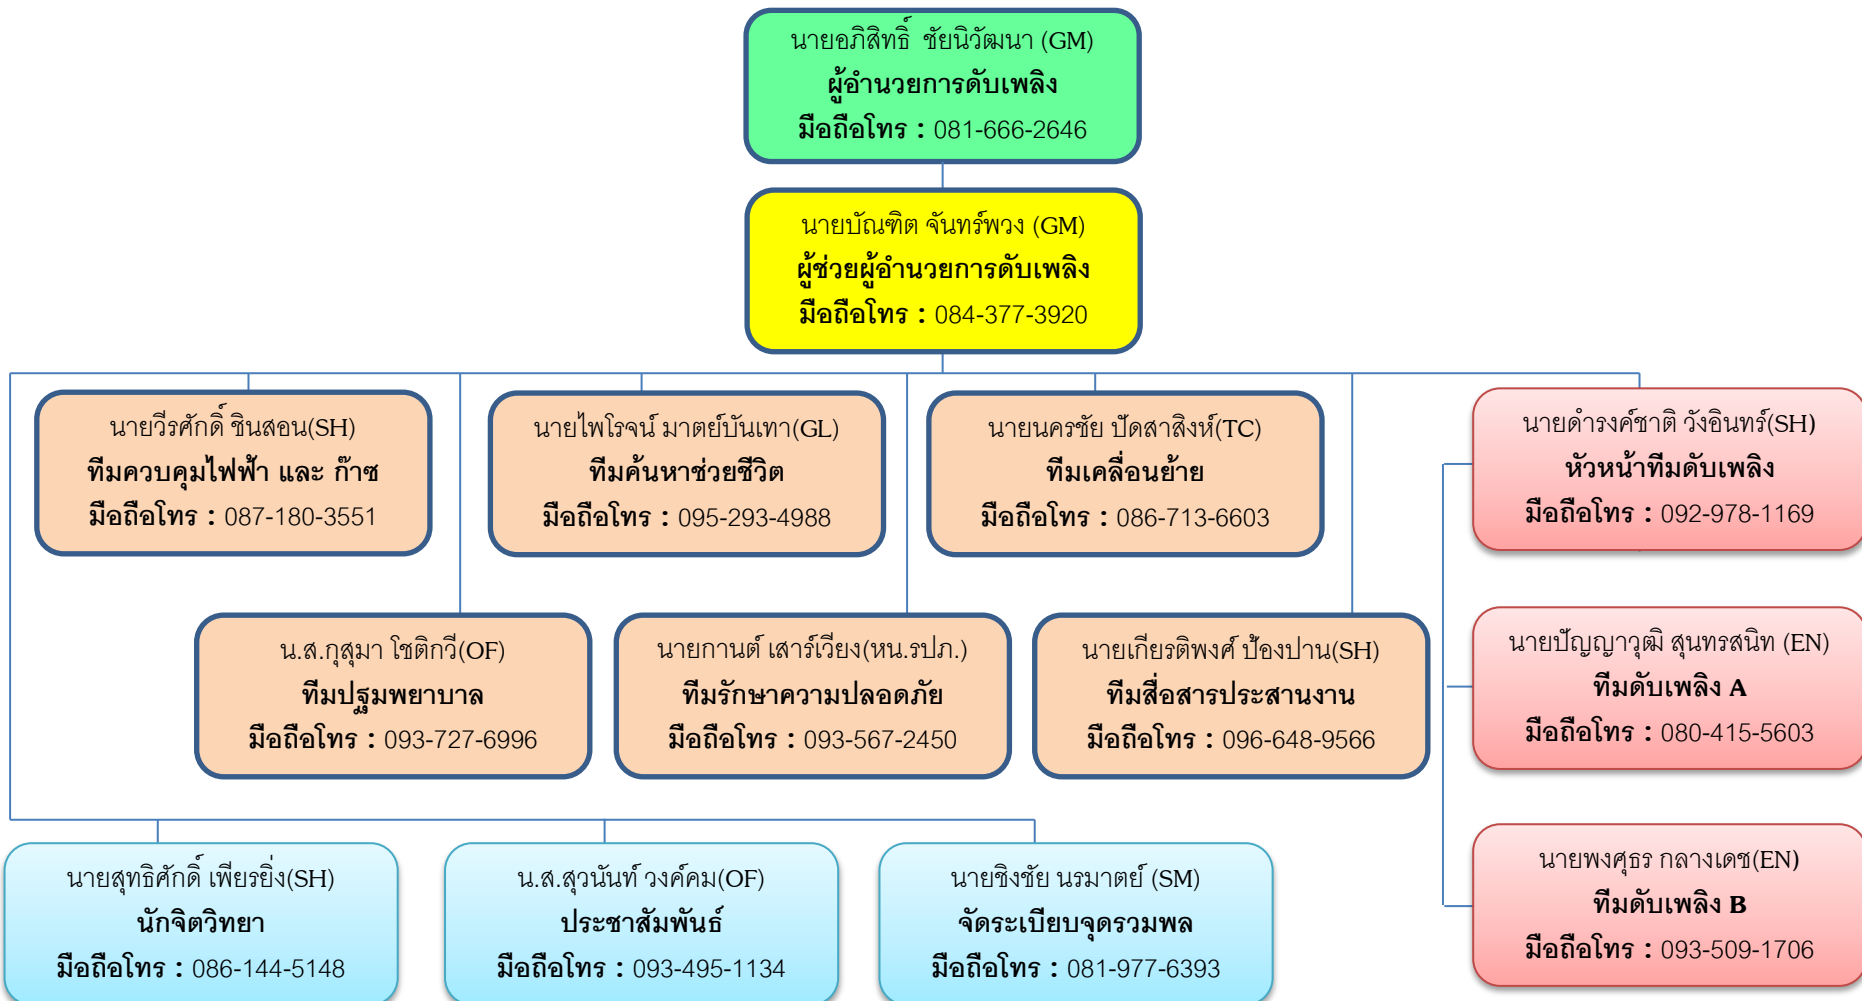 นายอภิสิทธิ์ ชัยนิวัฒนา (GM)
ผู้อำนวยการดับเพลิง
มือถือโทร : 081-666-2646
นายบัณฑิต จันทร์พวง (GM)
ผู้ช่วยผู้อำนวยการดับเพลิง
มือถือโทร : 084-377-3920
นายวีรศักดิ์ ชินสอน(SH)
ทีมควบคุมไฟฟ้า และ ก๊าซ
มือถือโทร : 087-180-3551
นายไพโรจน์ มาตย์บันเทา(GL)
ทีมค้นหาช่วยชีวิต
มือถือโทร : 095-293-4988
นายนครชัย ปัดสาสิงห์(TC)
ทีมเคลื่อนย้าย
มือถือโทร : 086-713-6603
นายดำรงค์ชาติ วังอินทร์(SH)
หัวหน้าทีมดับเพลิง
มือถือโทร : 092-978-1169
น.ส.กุสุมา โชติกวี(OF)
ทีมปฐมพยาบาล
มือถือโทร : 093-727-6996
นายกานต์ เสาร์เวียง(หน.รปภ.)
ทีมรักษาความปลอดภัย
มือถือโทร : 093-567-2450
นายเกียรติพงศ์ ป้องปาน(SH)
ทีมสื่อสารประสานงาน
มือถือโทร : 096-648-9566
นายปัญญาวุฒิ สุนทรสนิท (EN)
ทีมดับเพลิง A
มือถือโทร : 080-415-5603
นายสุทธิศักดิ์ เพียรยิ่ง(SH)
นักจิตวิทยา
มือถือโทร : 086-144-5148
น.ส.สุวนันท์ วงค์คม(OF)
ประชาสัมพันธ์
มือถือโทร : 093-495-1134
นายชิงชัย นรมาตย์ (SM)
จัดระเบียบจุดรวมพล
มือถือโทร : 081-977-6393
นายพงศุธร กลางเดช(EN)
ทีมดับเพลิง B
มือถือโทร : 093-509-1706